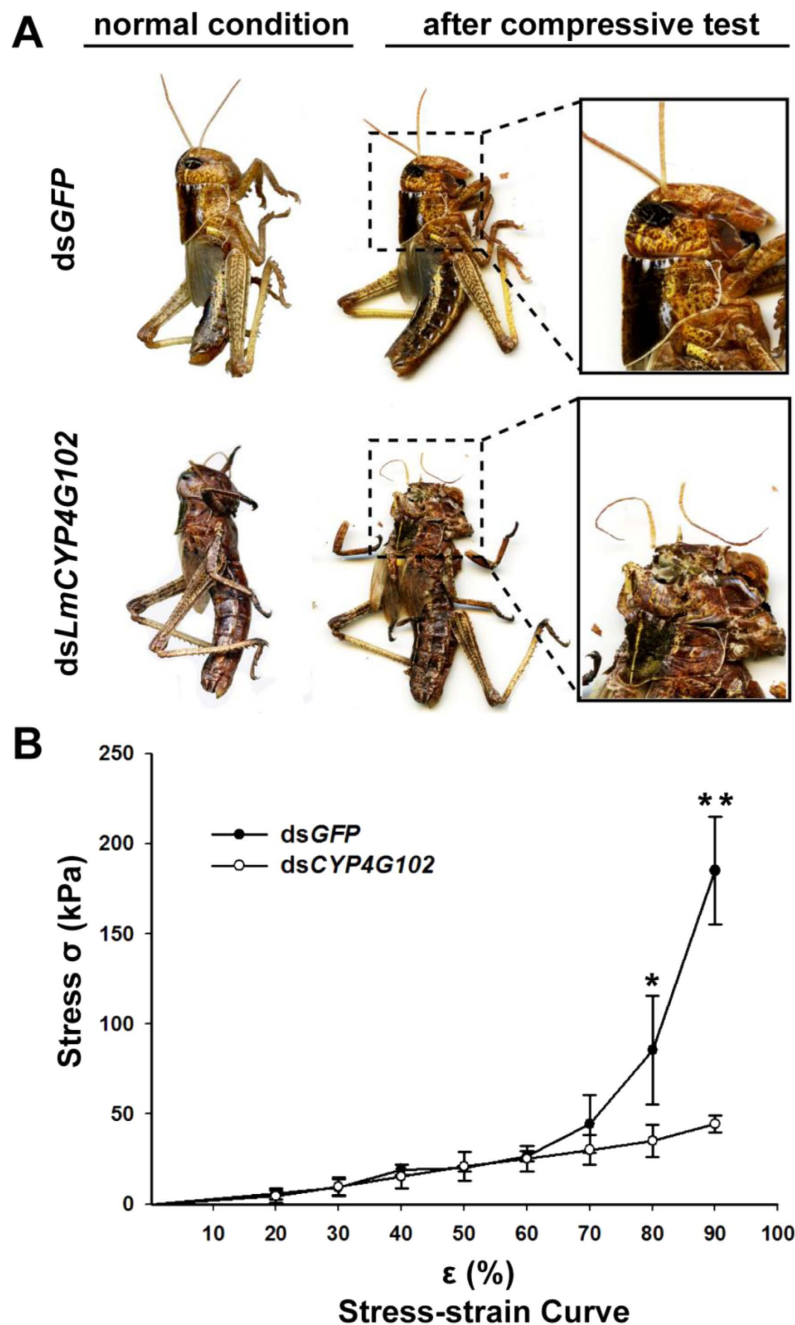 A
normal condition
after compressive test
dsGFP
dsLmCYP4G102
B
250
200
150
100
50
0
Stress σ (kPa)
dsGFP
dsCYP4G102
*
**
10 20 30 40 50 60 70 80 90 100
ε (%)
Stress-strain Curve